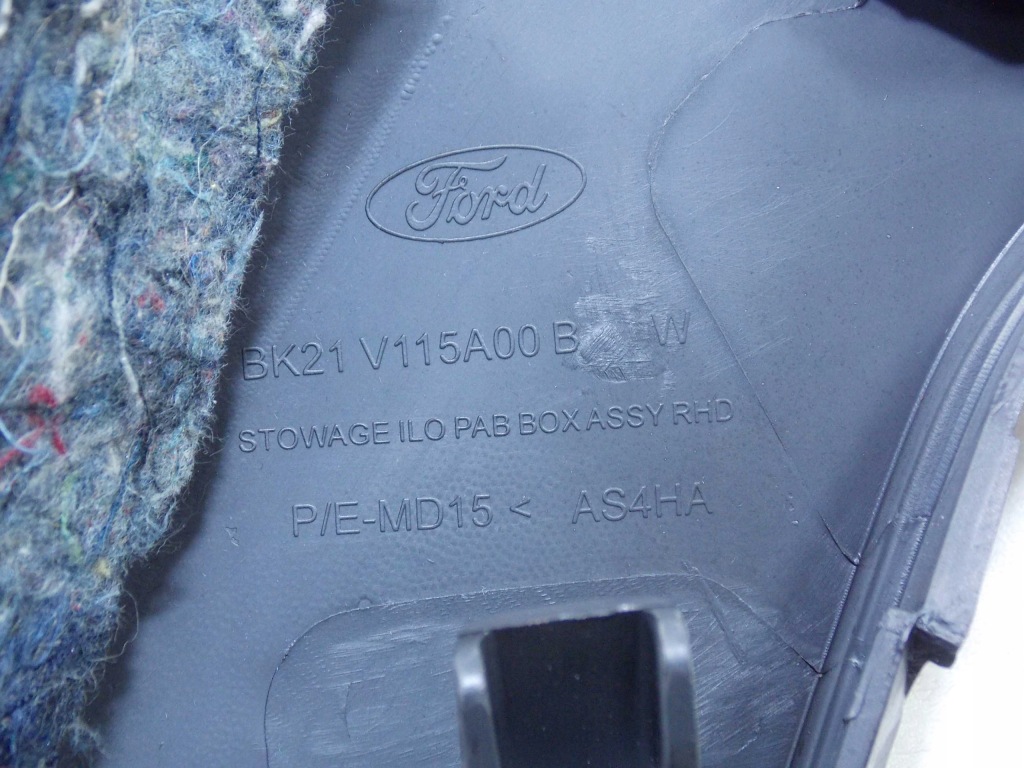 Ford
BK21 V115A00 B W
STOWAGE ILO PAB BOX ASSY RHD
P/E-MD15 < AS4HA